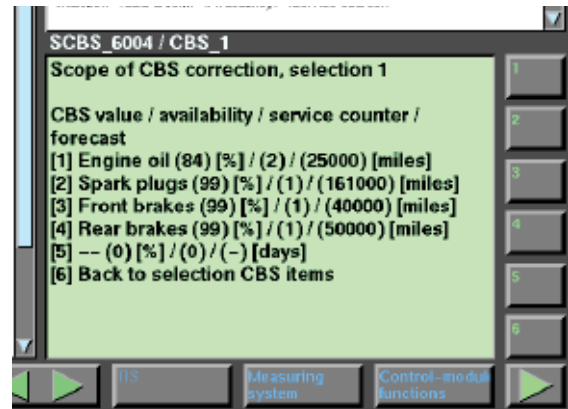 SCBS_6004 / CBS_1
Scope of CBS correction, selection 1
CBS value / availability / service counter /
forecast
[1] Engine oil (84) [%] / (2) / (25000) [miles]
[2] Spark plugs (99) [%] / (1) / (161000) [miles]
[3] Front brakes (99) [%] / (1) / (40000) [miles]
[4] Rear brakes (99) [%] / (1) / (50000) [miles]
[5] –– (0) [%] / (0) / (–) [days]
[6] Back to selection CBS items
1
2
3
4
5
6
Measuring
system
Control–modul
functions